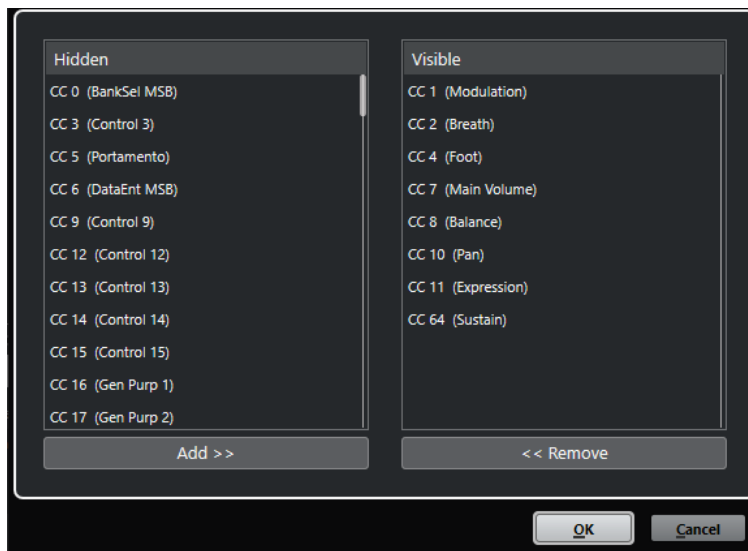 Hidden
CC 0 (BankSel MSB)
CC 3 (Control 3)
CC 5 (Portamento)
CC 6 (DataEnt MSB)
CC 9 (Control 9)
CC 12 (Control 12)
CC 13 (Control 13)
CC 14 (Control 14)
CC 15 (Control 15)
CC 16 (Gen Purp 1)
CC 17 (Gen Purp 2)
Add >>
Visible
CC 1 (Modulation)
CC 2 (Breath)
CC 4 (Foot)
CC 7 (Main Volume)
CC 8 (Balance)
CC 10 (Pan)
CC 11 (Expression)
CC 64 (Sustain)
<< Remove
OK
Cancel